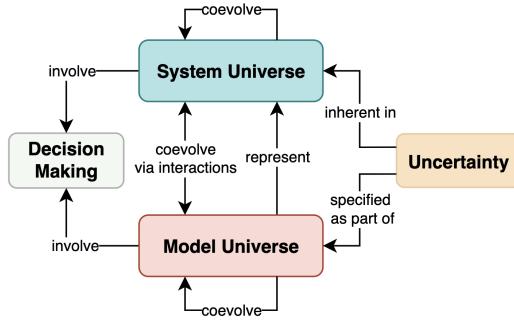 coevolve
System Universe
involve
inherent in
Decision
Making
coevolve
via interactions
represent
Uncertainty
specified
as part of
involve
Model Universe
coevolve